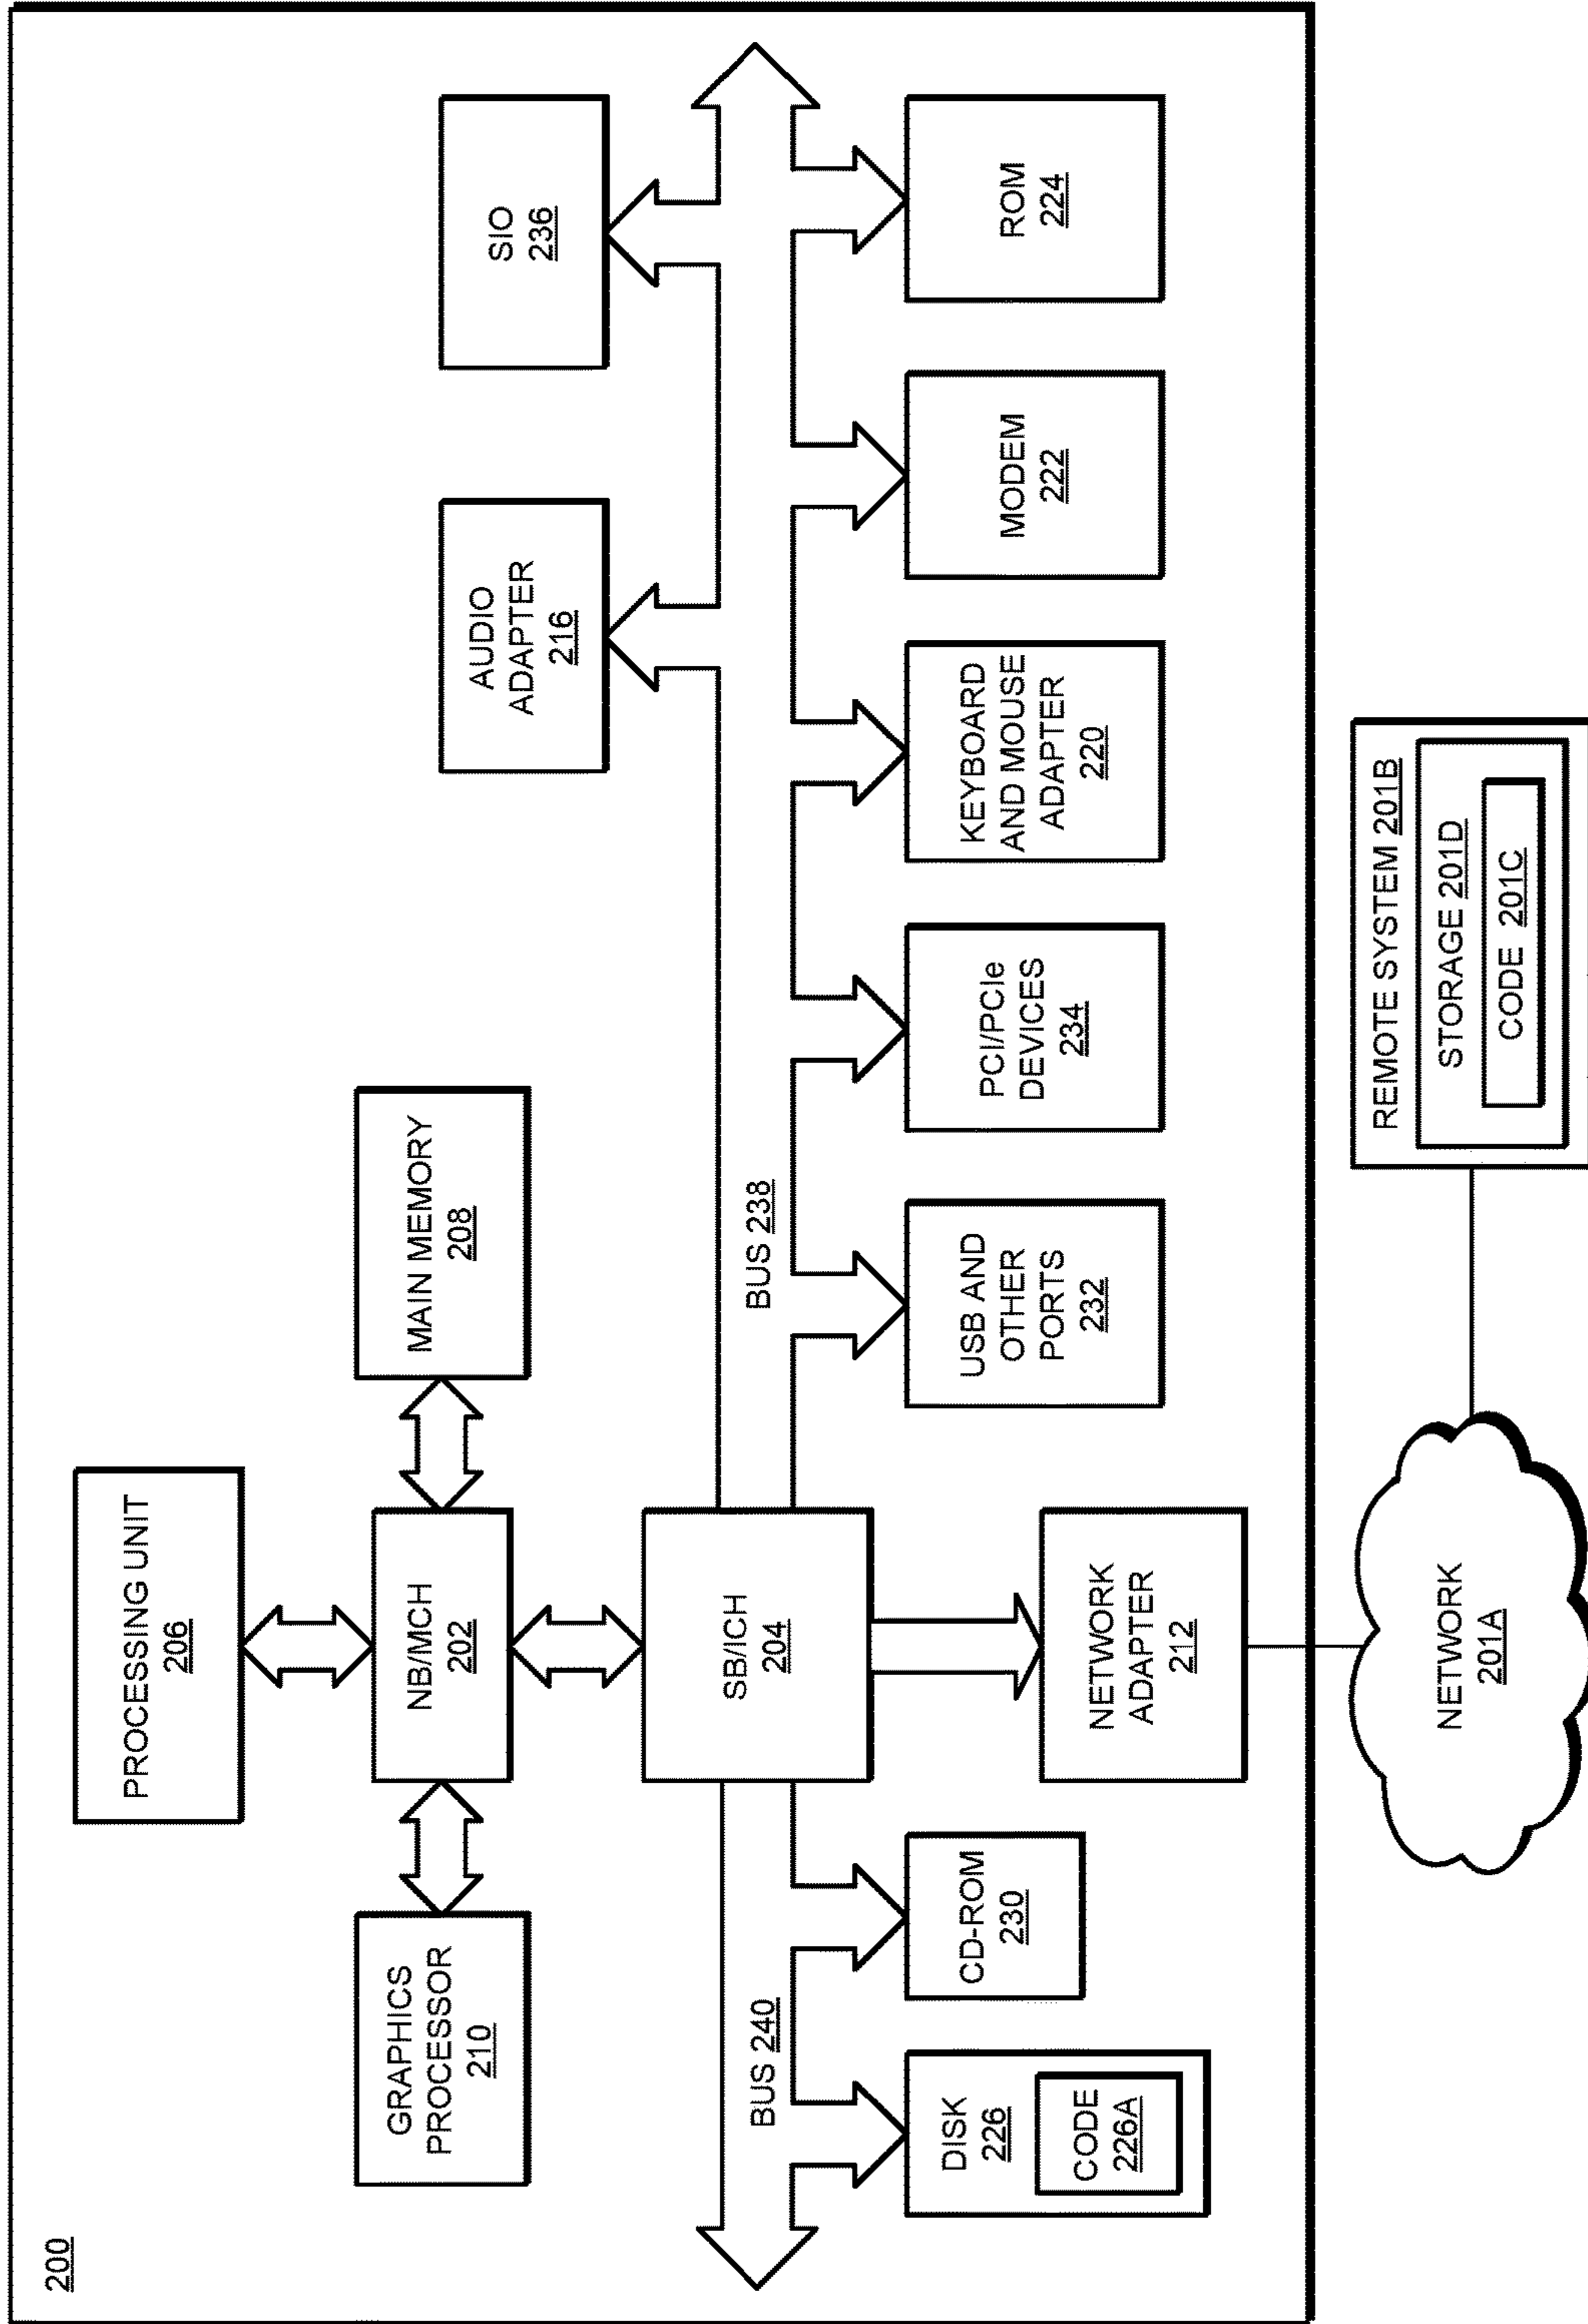 200
PROCESSING UNIT
206
GRAPHICS
PROCESSOR
210
NB/MCH
202
MAIN MEMORY
208
AUDIO
ADAPTER
216
SIO
236
SB/ICH
204
BUS 240
BUS 238
DISK
226
CODE
226A
CD-ROM
230
NETWORK
ADAPTER
212
USB AND
OTHER
PORTS
232
PCI/PCIe
DEVICES
234
KEYBOARD
AND MOUSE
ADAPTER
220
MODEM
222
ROM
224
NETWORK
201A
REMOTE SYSTEM 201B
STORAGE 201D
CODE 201C